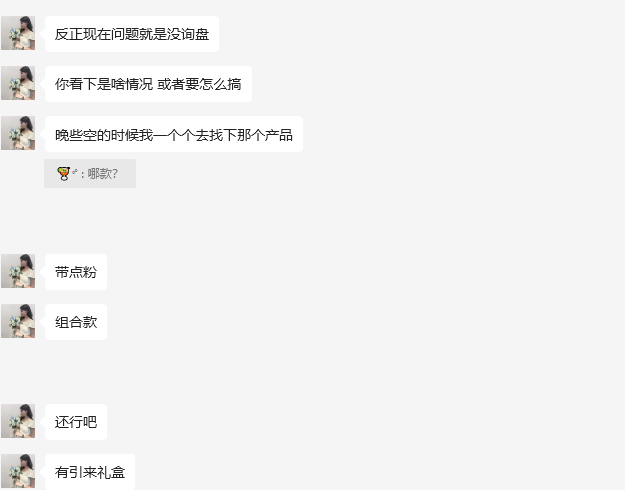 反正现在问题就是没询盘
你看下是啥情况 或者要怎么搞
晚些空的时候我一个个去找下那个产品
: 哪款?
带点粉
组合款
还行吧
有引来礼盒